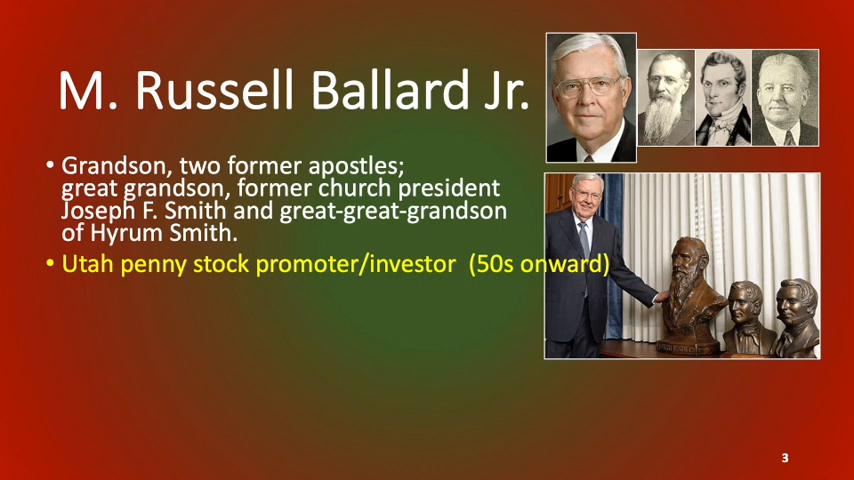 M. Russell Ballard Jr.
• Grandson, two former apostles;
great grandson, former church president
Joseph F. Smith and great-great-grandson
of Hyrum Smith.
• Utah penny stock promoter/investor (50s onward)
3